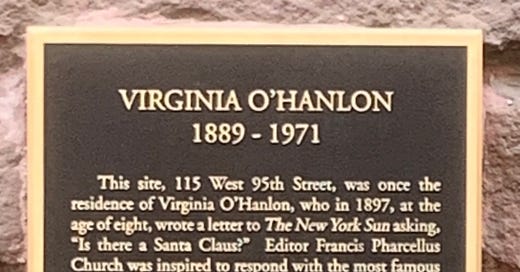 VIRGINIA O'HANLON
1889 - 1971
This site, 115 West 95th Street, was once the
residence of Virginia O'Hanlon, who in 1897, at the
age of eight, wrote a letter to The New York Sun asking,
"Is there a Santa Claus?" Editor Francis Pharcellus
Church was inspired to respond with the most famous